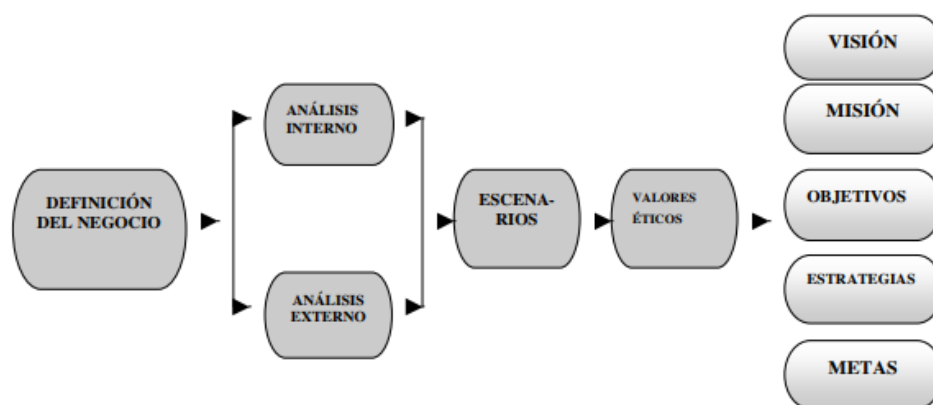 DEFINICIÓN
DEL NEGOCIO
ANÁLISIS
INTERNO
ANÁLISIS
EXTERNO
ESCENA-
RIOS
VALORES
ÉTICOS
VISIÓN
MISIÓN
OBJETIVOS
ESTRATEGIAS
METAS